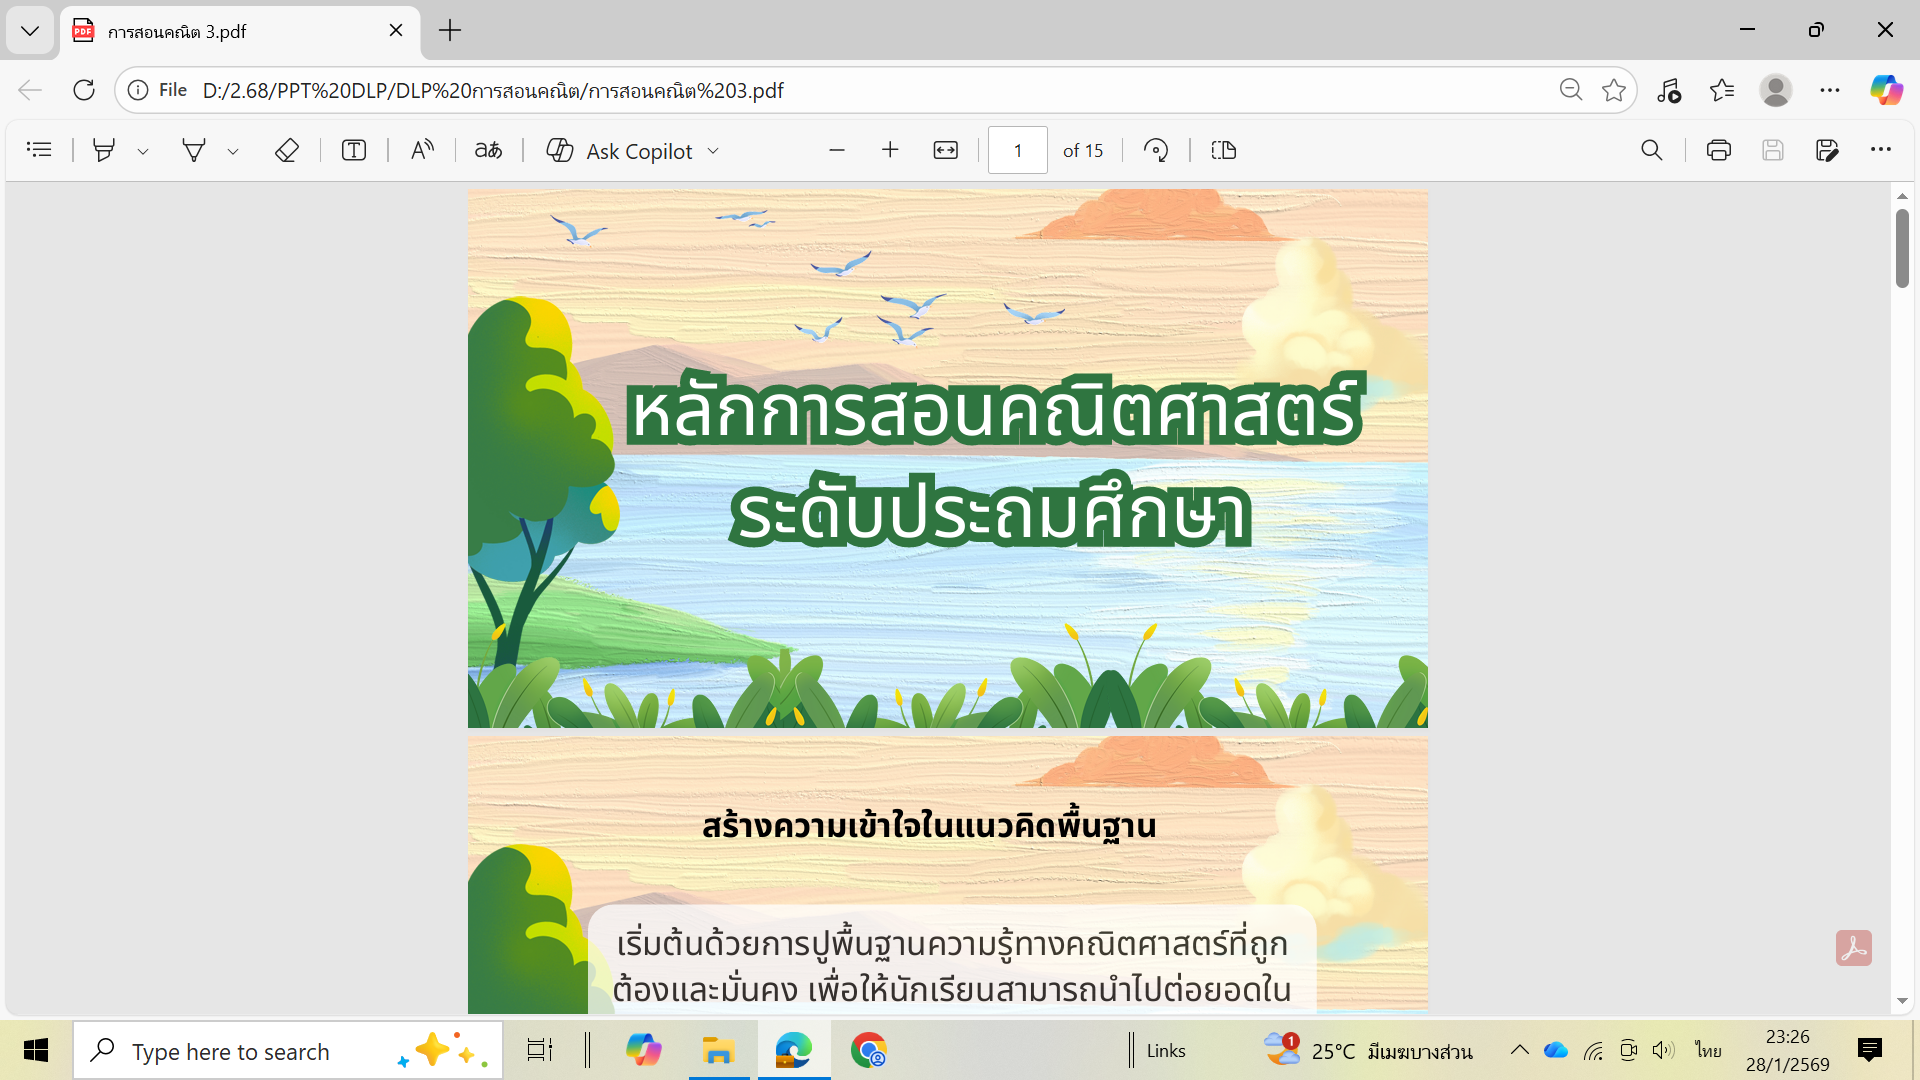 การสอนคณิต 3.pdf
File D:/2.68/PPT%20DLP/DLP%20การสอนคณิต/การสอนคณิต%203.pdf
Ask Copilot
1 of 15
หลักการสอนคณิตศาสตร์
ระดับประถมศึกษา
สร้างความเข้าใจในแนวคิดพื้นฐาน
เริ่มต้นด้วยการปูพื้นฐานความรู้ทางคณิตศาสตร์ที่ถูก
ต้องและมั่นคง เพื่อให้นักเรียนสามารถนำไปต่อยอดใน
Type here to search
Links
1
25°C มีเมฆบางส่วน
ไทย
23:26
28/1/2569